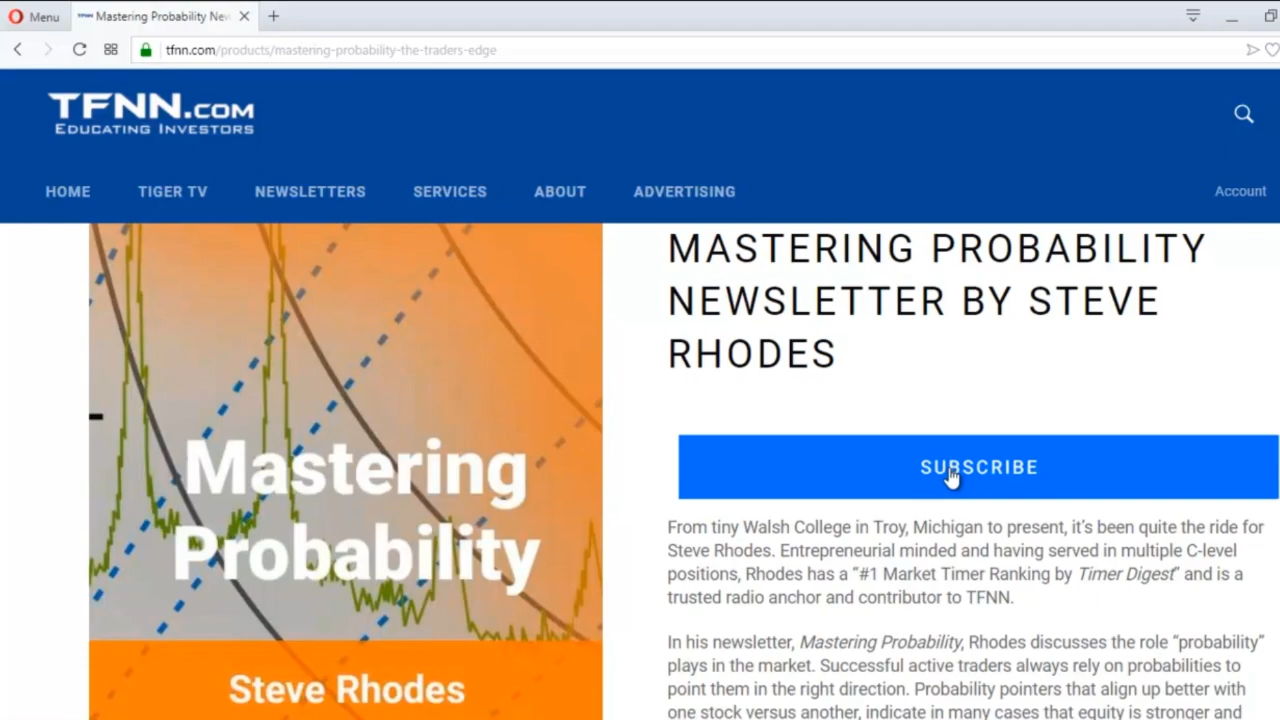 Menu
Mastering Probability New
tfnn.com/products/mastering-probability-the-traders-edge
TFNN.COM
EDUCATING INVESTORS
HOME TIGER TV NEWSLETTERS SERVICES ABOUT ADVERTISING Account
Mastering
Probability
Steve Rhodes
MASTERING PROBABILITY
NEWSLETTER BY STEVE
RHODES
SUBSCRIBE
From tiny Walsh College in Troy, Michigan to present, it’s been quite the ride for
Steve Rhodes. Entrepreneurial minded and having served in multiple C-level
positions, Rhodes has a “#1 Market Timer Ranking by Timer Digest” and is a
trusted radio anchor and contributor to TFNN.
In his newsletter, Mastering Probability, Rhodes discusses the role “probability”
plays in the market. Successful active traders always rely on probabilities to
point them in the right direction. Probability pointers that align up better with
one stock versus another, indicate in many cases that equity is stronger and